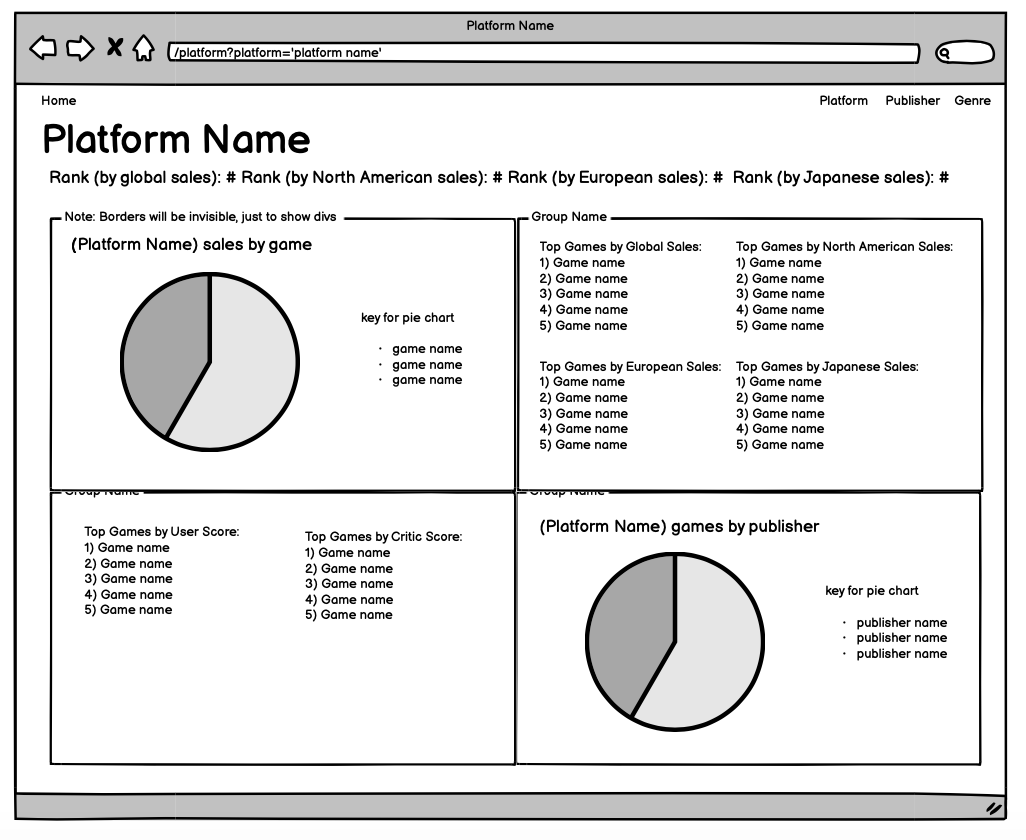 Platform Name
/platform?platform='platform name'
Home Platform Publisher Genre
Platform Name
Rank (by global sales): # Rank (by North American sales): # Rank (by European sales): # Rank (by Japanese sales): #
Note: Borders will be invisible, just to show divs
(Platform Name) sales by game
key for pie chart
· game name
· game name
· game name
Group Name
Top Games by Global Sales:
1) Game name
2) Game name
3) Game name
4) Game name
5) Game name
Top Games by North American Sales:
1) Game name
2) Game name
3) Game name
4) Game name
5) Game name
Top Games by European Sales:
1) Game name
2) Game name
3) Game name
4) Game name
5) Game name
Top Games by Japanese Sales:
1) Game name
2) Game name
3) Game name
4) Game name
5) Game name
Group Name
Top Games by User Score:
1) Game name
2) Game name
3) Game name
4) Game name
5) Game name
Top Games by Critic Score:
1) Game name
2) Game name
3) Game name
4) Game name
5) Game name
Group Name
(Platform Name) games by publisher
key for pie chart
· publisher name
· publisher name
· publisher name